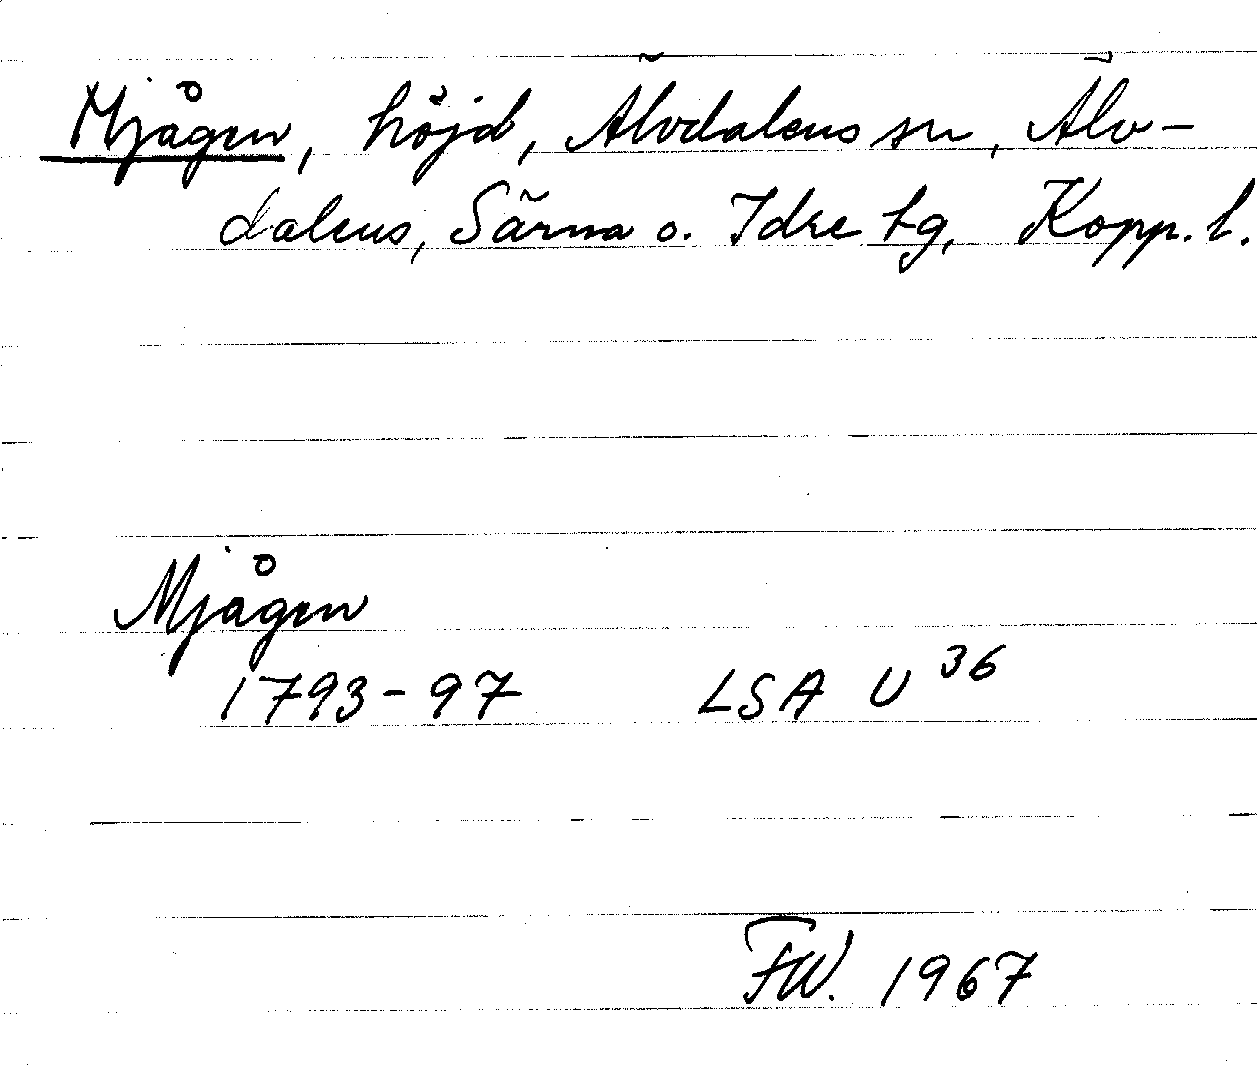 Mjågen, höjd, Älvdalens sn, Älv-
dalens, Särna o. Idre tg, Kopp. l.
Mjågen
1793-97 LSA U 36
FW. 1967